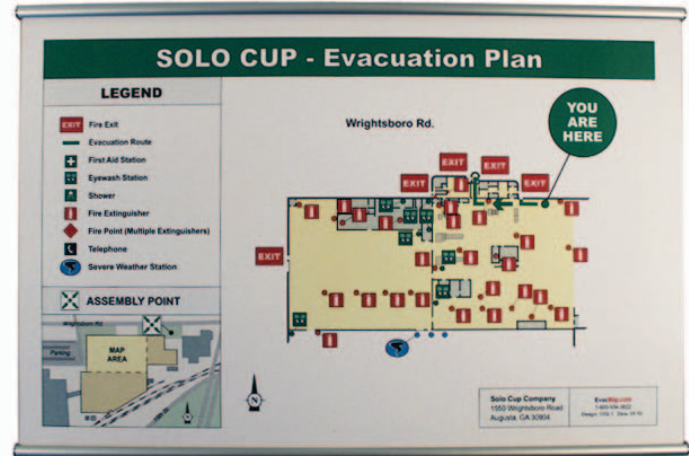 SOLO CUP - Evacuation Plan
LEGEND
EXIT Fire Exit
Evacuation Route
First Aid Station
Eyewash Station
Shower
Fire Extinguisher
Fire Point (Multiple Extinguishers)
Telephone
Severe Weather Station
ASSEMBLY POINT
Wrightsboro Rd.
Parking
MAP
AREA
N
Wrightsboro Rd.
YOU
ARE
HERE
EXIT
EXIT
EXIT
EXIT
EXIT
N
Solo Cup Company
1550 Wrightsboro Road
Augusta, GA 30904